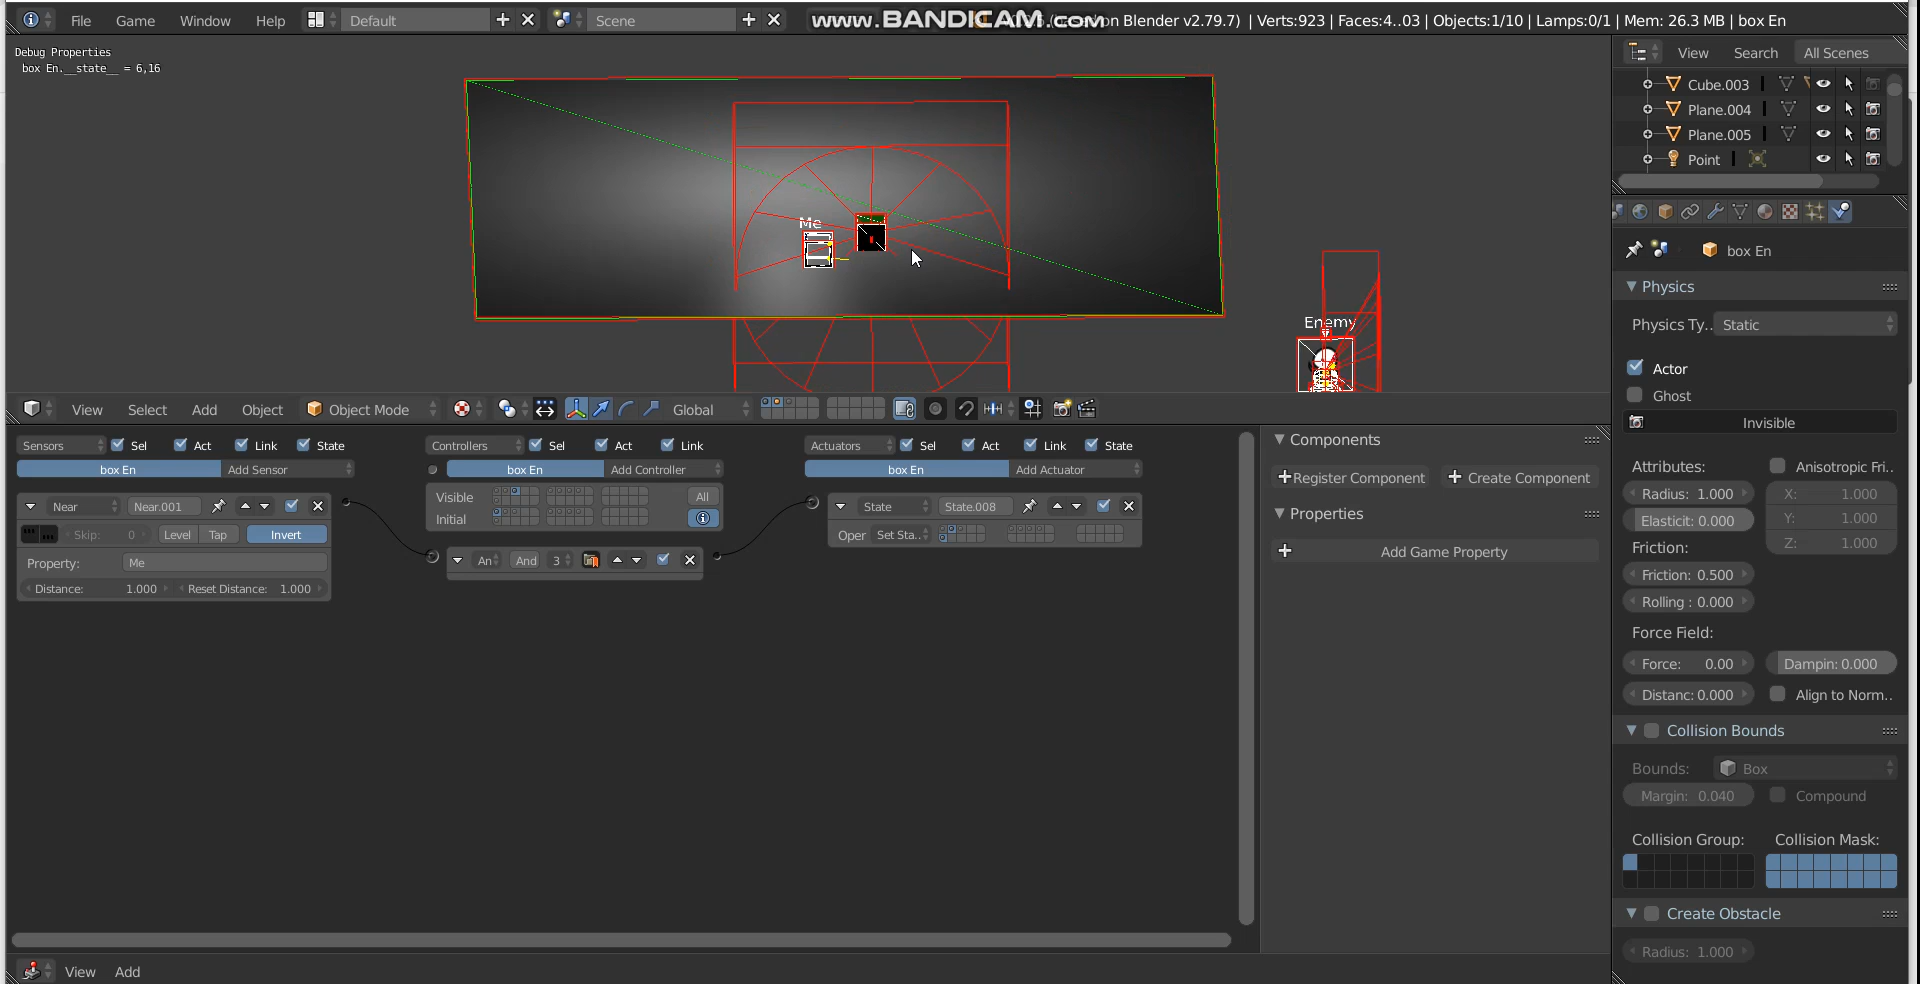 File Game Window Help Default Scene www.BANDICAM.com on Blender v2.79.7) | Verts:923 | Faces:4..03 | Objects:1/10 | Lamps:0/1 | Mem: 26.3 MB | box En
Debug Properties
box En.__state__ = 6,16
Me
Enemy
View Search All Scenes
Cube.003
Plane.004
Plane.005
Point
box En
Physics
Physics Ty.. Static
Actor
Ghost
Invisible
Attributes: Anisotropic Fri..
Radius: 1.000 X: 1.000
Elasticit: 0.000 Y: 1.000
Friction: Z: 1.000
Friction: 0.500
Rolling : 0.000
Force Field:
Force: 0.00 Dampin: 0.000
Distanc: 0.000 Align to Norm..
Collision Bounds
Bounds: Box
Margin: 0.040 Compound
Collision Group: Collision Mask:
Create Obstacle
Radius: 1.000
View Select Add Object Object Mode Global
Sensors Sel Act Link State Controllers Sel Act Link Actuators Sel Act Link State
box En Add Sensor box En Add Controller box En Add Actuator
Near Near.001 Visible All State State.008
Initial
Skip: 0 Level Tap Invert Oper Set Sta..
Property: Me An And 3
Distance: 1.000 Reset Distance: 1.000
Components
Register Component Create Component
Properties
Add Game Property
View Add